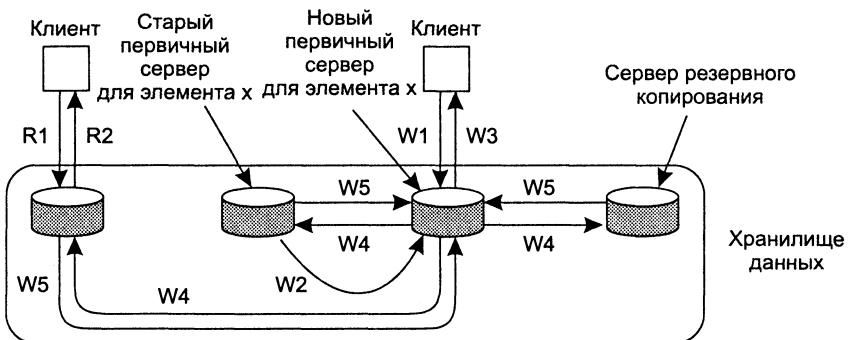 Клиент
Старый
первичный
сервер
для элемента x
Новый
первичный
сервер
для элемента x
Клиент
Сервер резервного
копирования
R1
R2
W1
W3
W5
W5
W4
W4
W2
W5
W4
Хранилище
данных